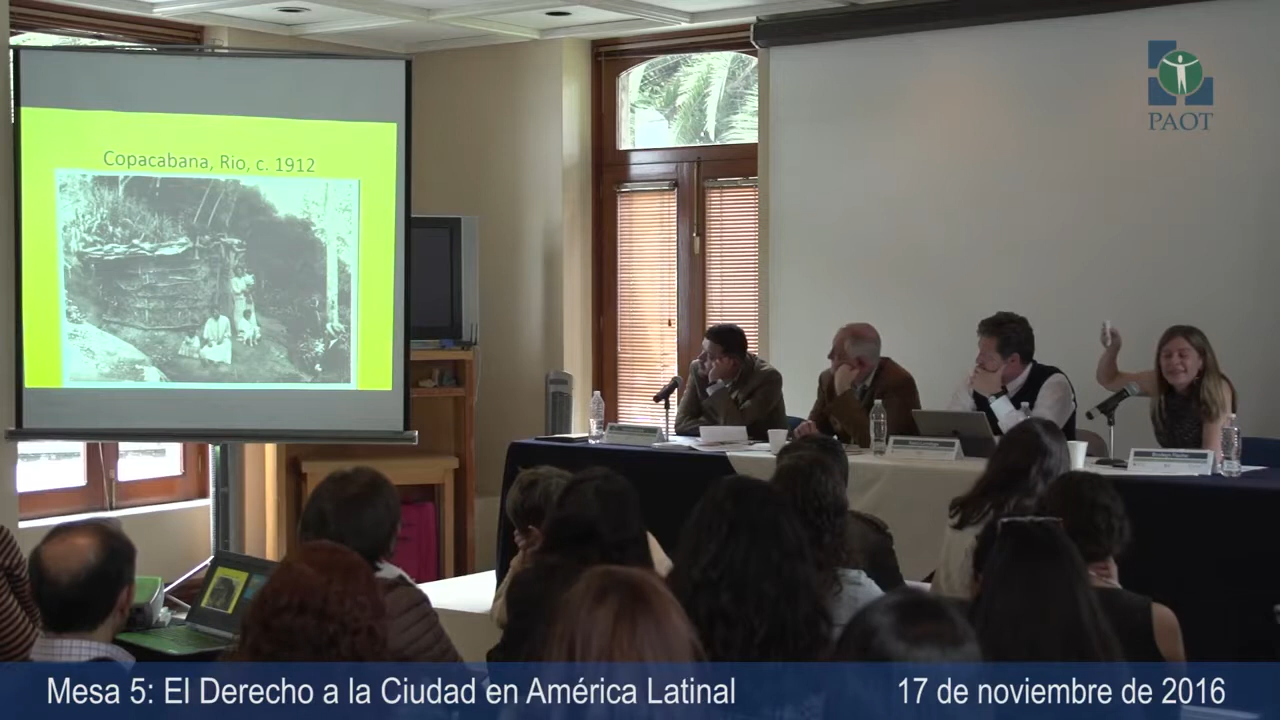 Copacabana, Rio, c. 1912
PAOT
Mesa 5: El Derecho a la Ciudad en América Latinal
17 de noviembre de 2016